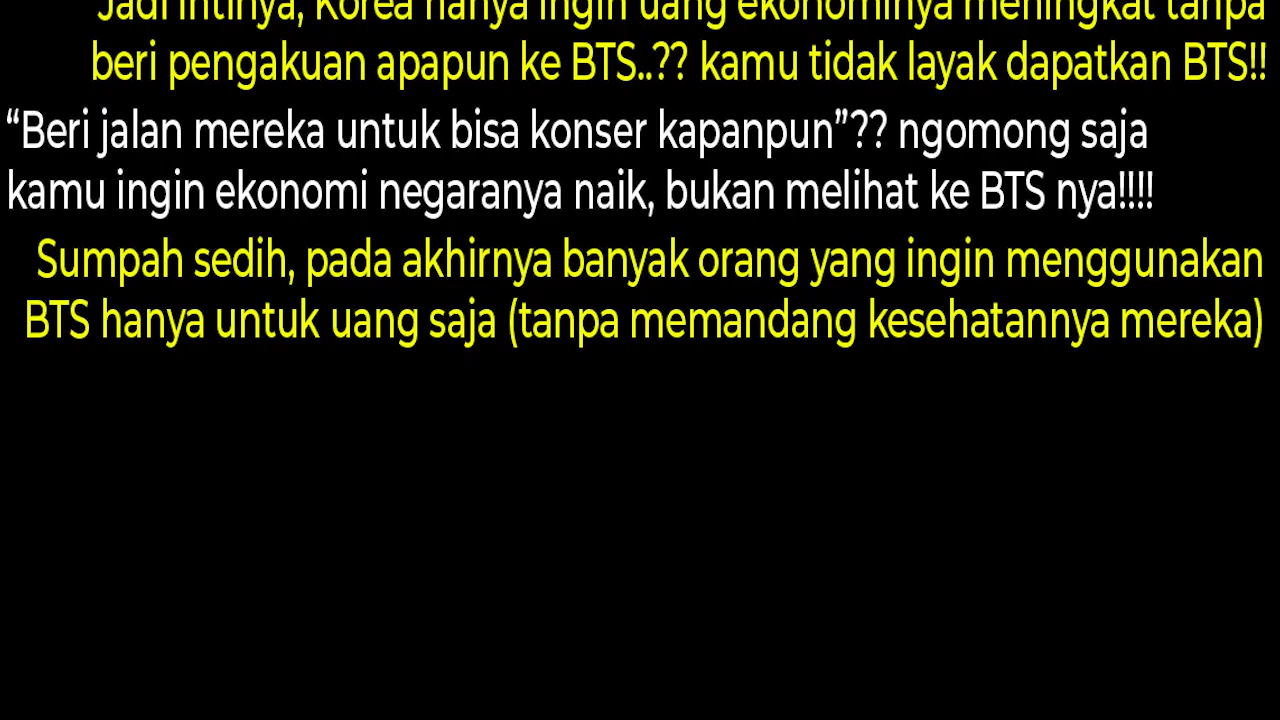 Jadi intinya, Korea hanya ingin uang ekonominya meningkat tanpa
beri pengakuan apapun ke BTS..?? kamu tidak layak dapatkan BTS!!
“Beri jalan mereka untuk bisa konser kapanpun”?? ngomong saja
kamu ingin ekonomi negaranya naik, bukan melihat ke BTS nya!!!!
Sumpah sedih, pada akhirnya banyak orang yang ingin menggunakan
BTS hanya untuk uang saja (tanpa memandang kesehatannya mereka)